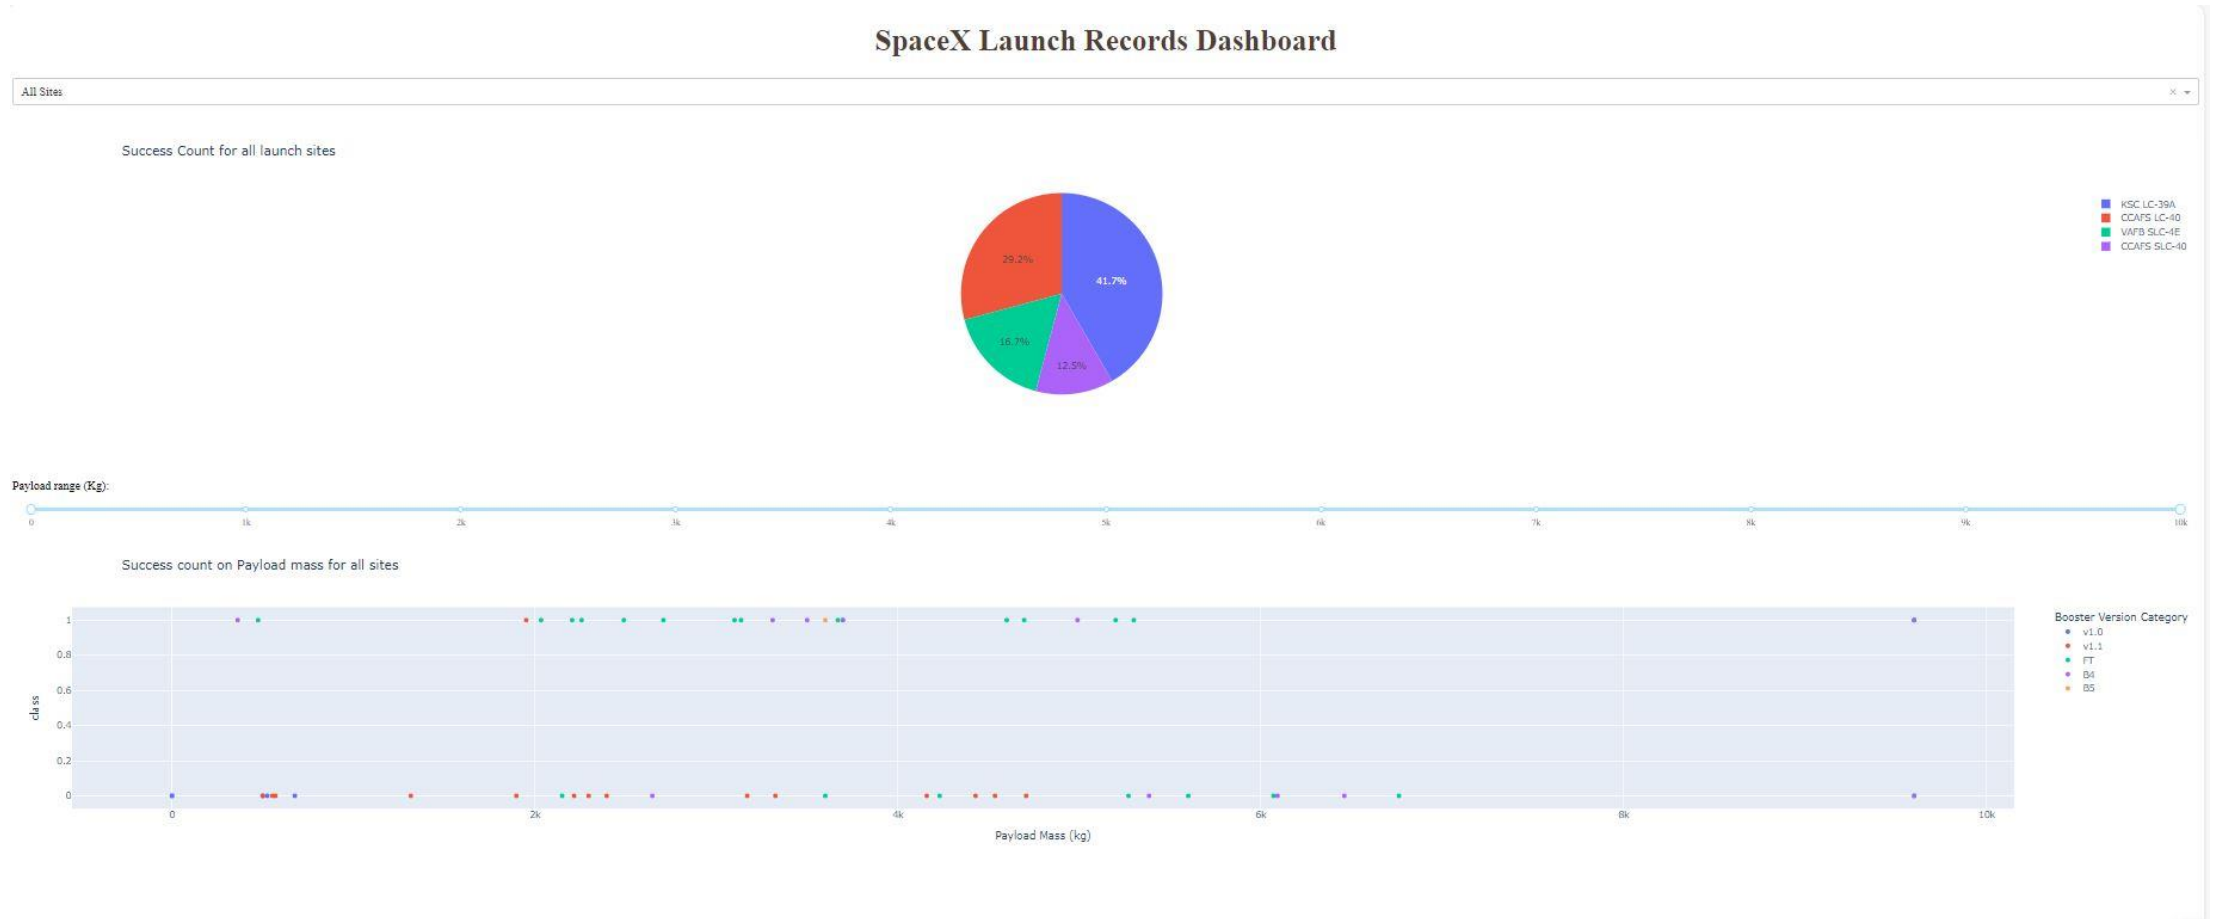 SpaceX Launch Records Dashboard
All Sites
Success Count for all launch sites
KSC LC-39A
CCAFS LC-40
VAFB SLC-4E
CCAFS SLC-40
29.2%
41.7%
16.7%
12.5%
Payload range (Kg):
0 1k 2k 3k 4k 5k 6k 7k 8k 9k 10k
Success count on Payload mass for all sites
Booster Version Category
v1.0
v1.1
FT
B4
B5
1
0.8
0.6
0.4
0.2
0
class
0 2k 4k 6k 8k 10k
Payload Mass (kg)